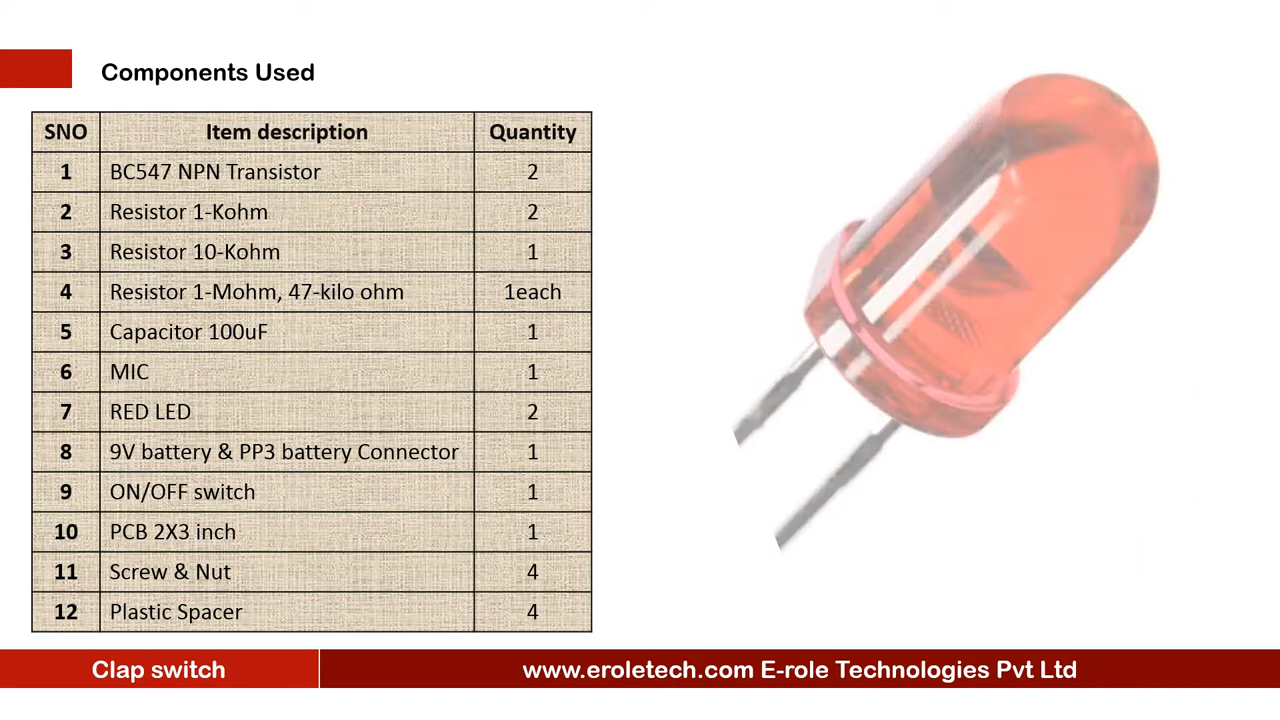 Components Used
SNO Item description Quantity
1 BC547 NPN Transistor 2
2 Resistor 1-Kohm 2
3 Resistor 10-Kohm 1
4 Resistor 1-Mohm, 47-kilo ohm 1each
5 Capacitor 100uF 1
6 MIC 1
7 RED LED 2
8 9V battery & PP3 battery Connector 1
9 ON/OFF switch 1
10 PCB 2X3 inch 1
11 Screw & Nut 4
12 Plastic Spacer 4
Clap switch www.eroletech.com E-role Technologies Pvt Ltd